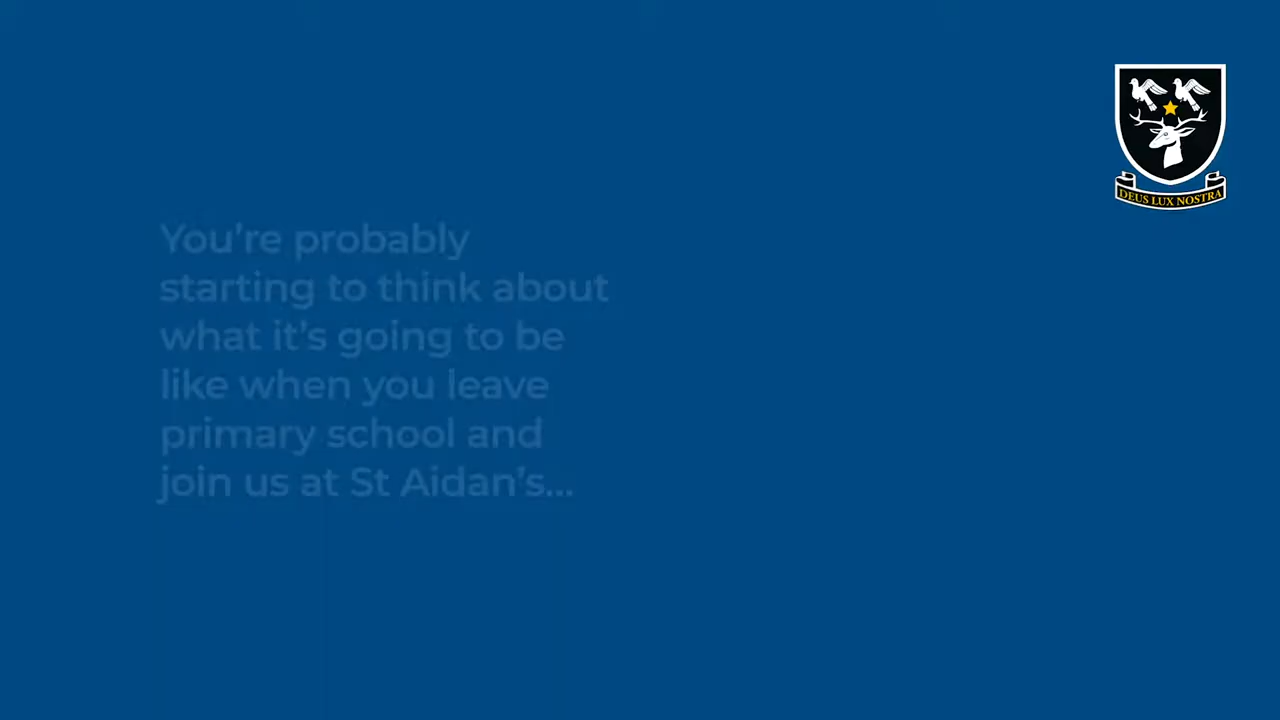 DEUS LUX NOSTRA
You’re probably
starting to think about
what it’s going to be
like when you leave
primary school and
join us at St Aidan’s...